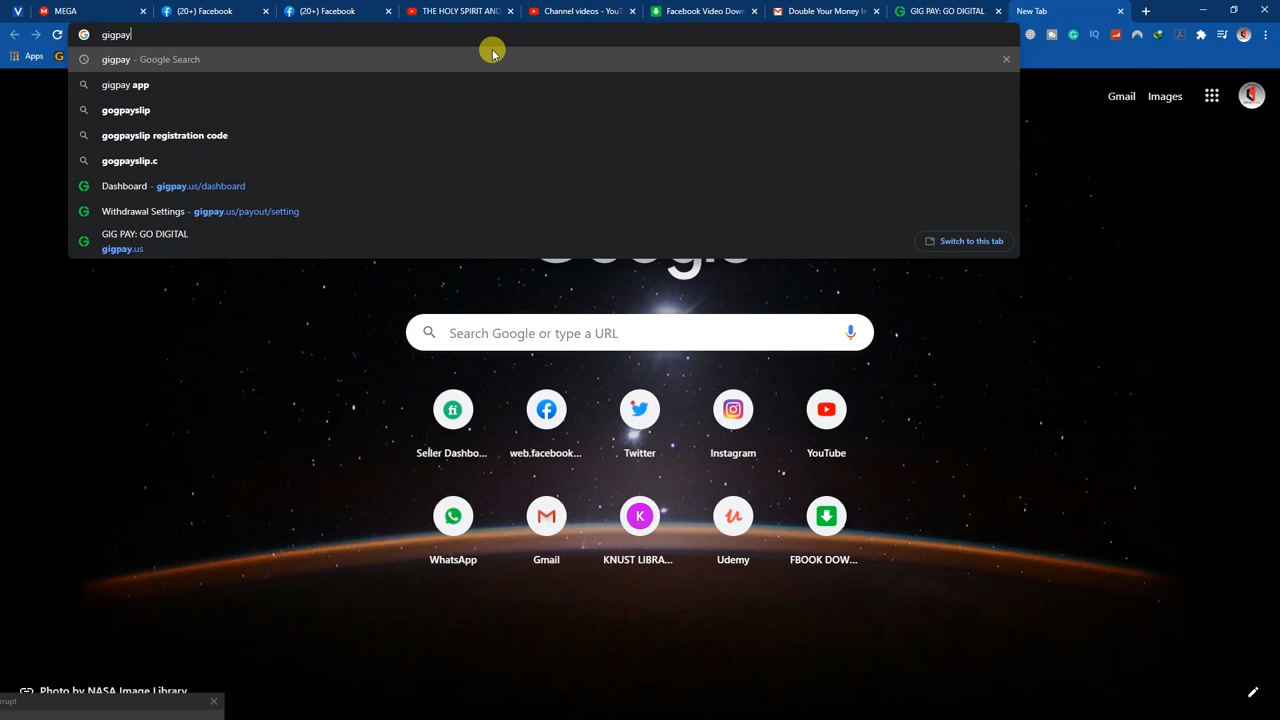 MEGA
(20+) Facebook
(20+) Facebook
THE HOLY SPIRIT AND
Channel videos - YouT
Facebook Video Down
Double Your Money In
GIG PAY: GO DIGITAL
New Tab
gigpay
Apps
gigpay - Google Search
gigpay app
gogpayslip
gogpayslip registration code
gogpayslip.c
Dashboard - gigpay.us/dashboard
Withdrawal Settings - gigpay.us/payout/setting
GIG PAY: GO DIGITAL
gigpay.us
Switch to this tab
Gmail
Images
Search Google or type a URL
Seller Dashbo...
web.facebook...
Twitter
Instagram
YouTube
WhatsApp
Gmail
K
KNUST LIBRA...
Udemy
FBOOK DOW...
Photo by NASA Image Library
rrupt